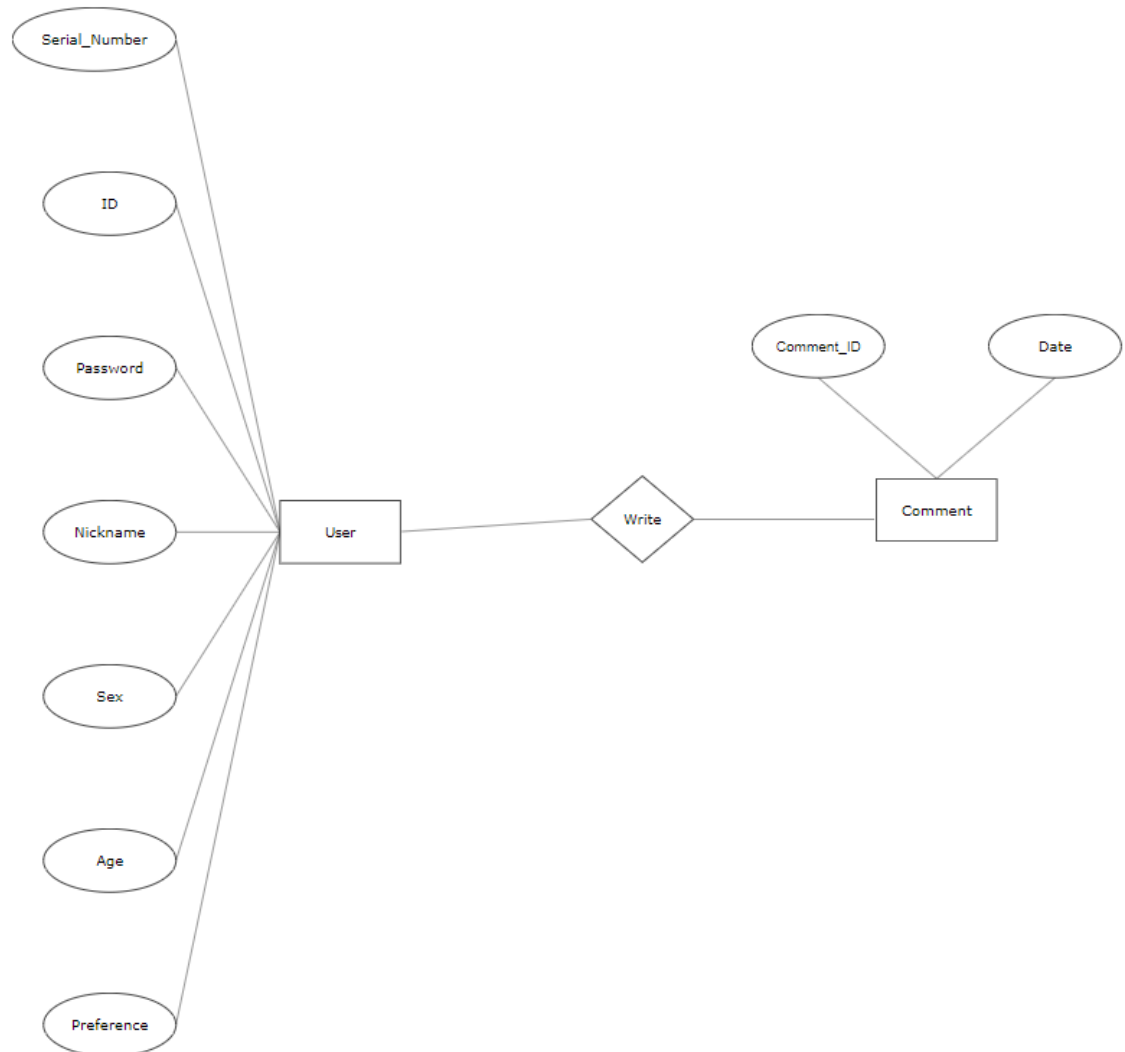 Serial_Number
ID
Password
Nickname
Sex
Age
Preference
User
Write
Comment_ID
Date
Comment